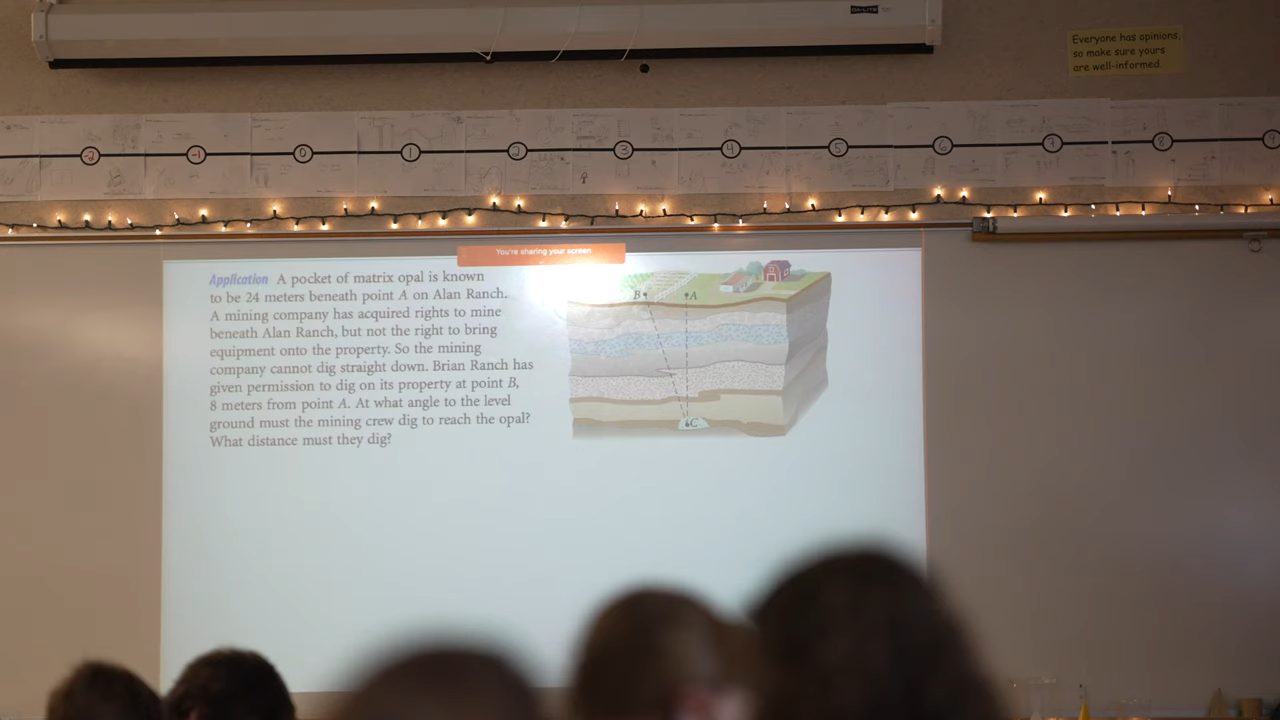 DA-LITE
Everyone has opinions,
so make sure yours
are well-informed.
-2 -1 0 1 2 3 4 5 6 7 8
You're sharing your screen
Application A pocket of matrix opal is known
to be 24 meters beneath point A on Alan Ranch.
A mining company has acquired rights to mine
beneath Alan Ranch, but not the right to bring
equipment onto the property. So the mining
company cannot dig straight down. Brian Ranch has
given permission to dig on its property at point B,
8 meters from point A. At what angle to the level
ground must the mining crew dig to reach the opal?
What distance must they dig?
B A
C